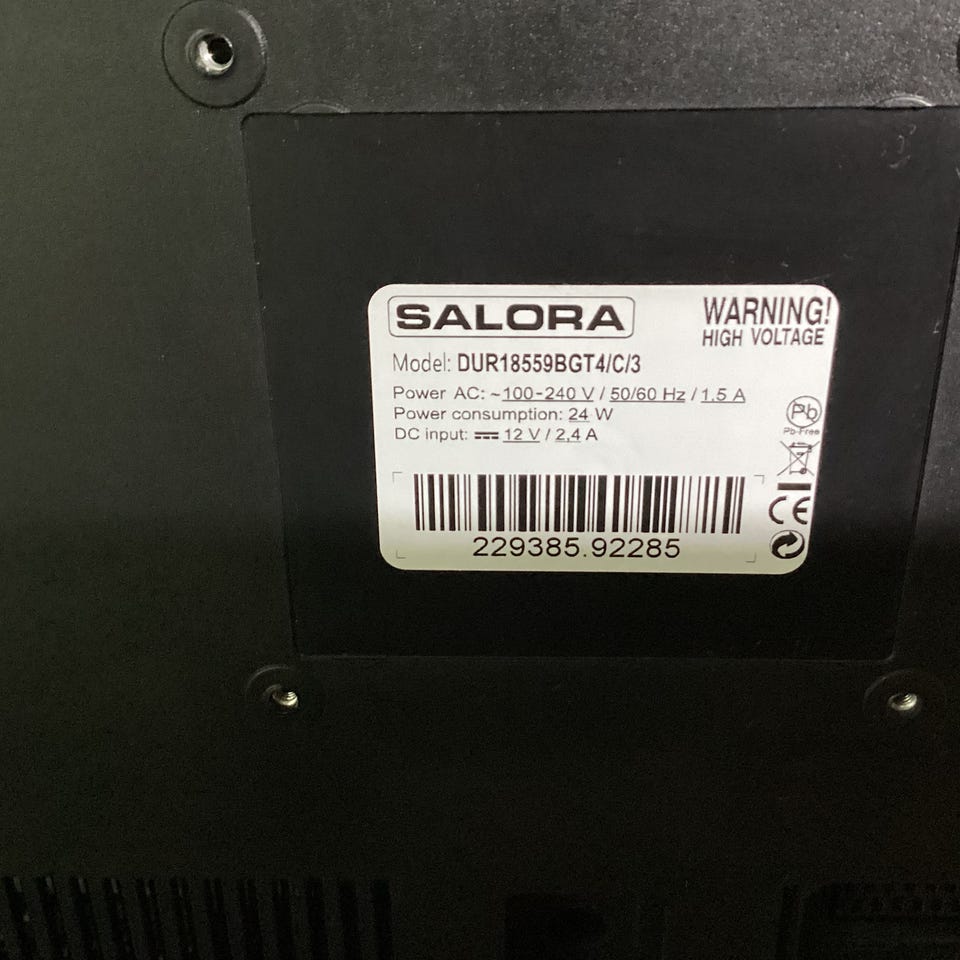 SALORA
WARNING!
HIGH VOLTAGE
Model: DUR18559BGT4/C/3
Power AC: ~100-240 V / 50/60 Hz / 1.5 A
Power consumption: 24 W
DC input: ⎓ 12 V / 2,4 A
Pb
Pb-Free
CE
229385.92285